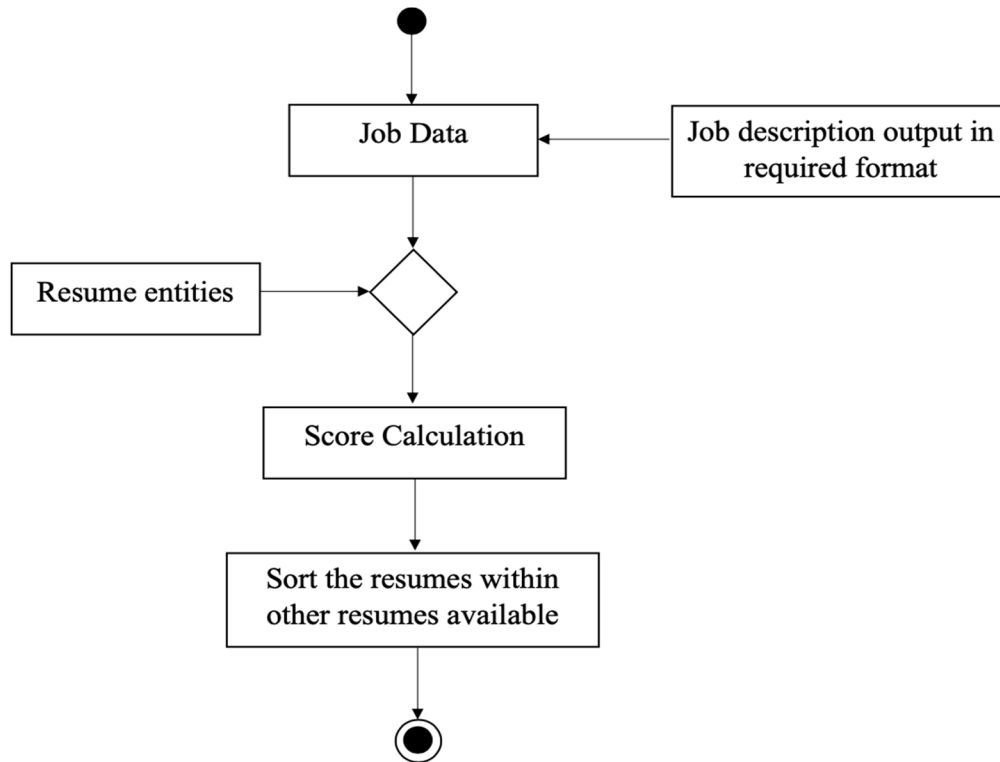 Job Data
Job description output in
required format
Resume entities
Score Calculation
Sort the resumes within
other resumes available